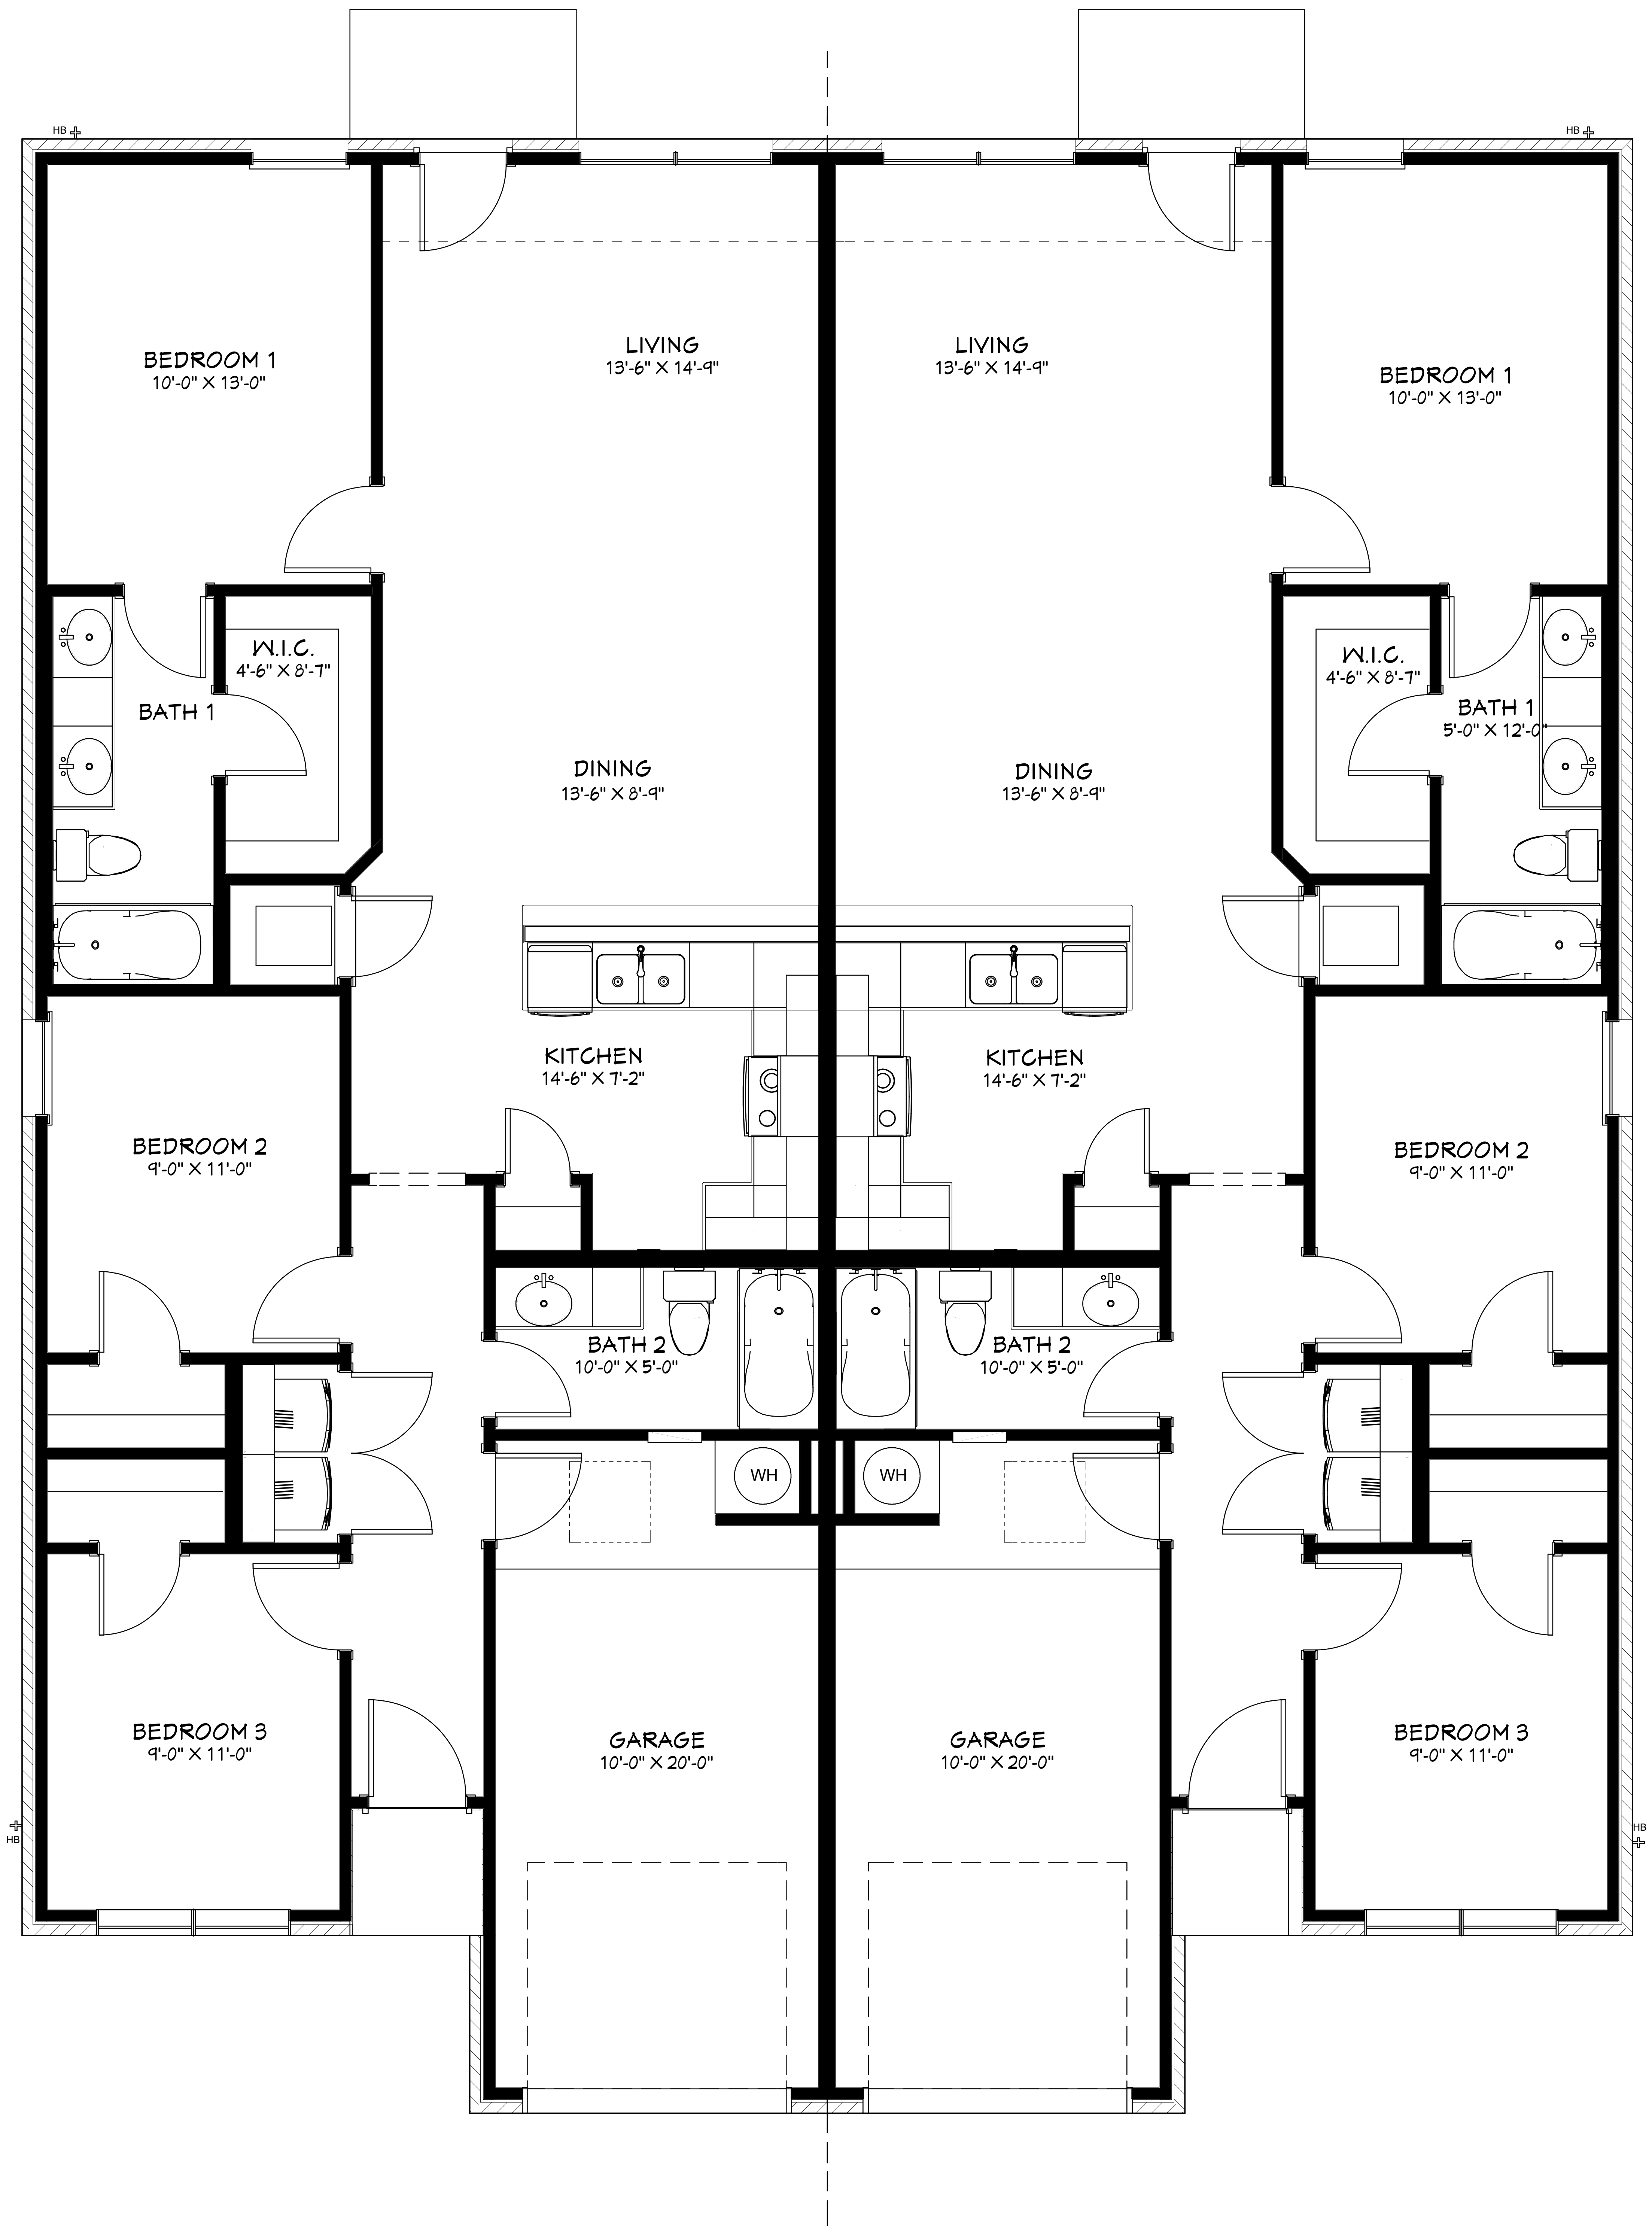 HB
HB
LIVING
13'-6" X 14'-9"
LIVING
13'-6" X 14'-9"
BEDROOM 1
10'-0" X 13'-0"
BEDROOM 1
10'-0" X 13'-0"
W.I.C.
4'-6" X 8'-7"
W.I.C.
4'-6" X 8'-7"
BATH 1
BATH 1
5'-0" X 12'-0"
DINING
13'-6" X 8'-9"
DINING
13'-6" X 8'-9"
KITCHEN
14'-6" X 7'-2"
KITCHEN
14'-6" X 7'-2"
BEDROOM 2
9'-0" X 11'-0"
BEDROOM 2
9'-0" X 11'-0"
BATH 2
10'-0" X 5'-0"
BATH 2
10'-0" X 5'-0"
WH
WH
BEDROOM 3
9'-0" X 11'-0"
GARAGE
10'-0" X 20'-0"
GARAGE
10'-0" X 20'-0"
BEDROOM 3
9'-0" X 11'-0"
HB
HB